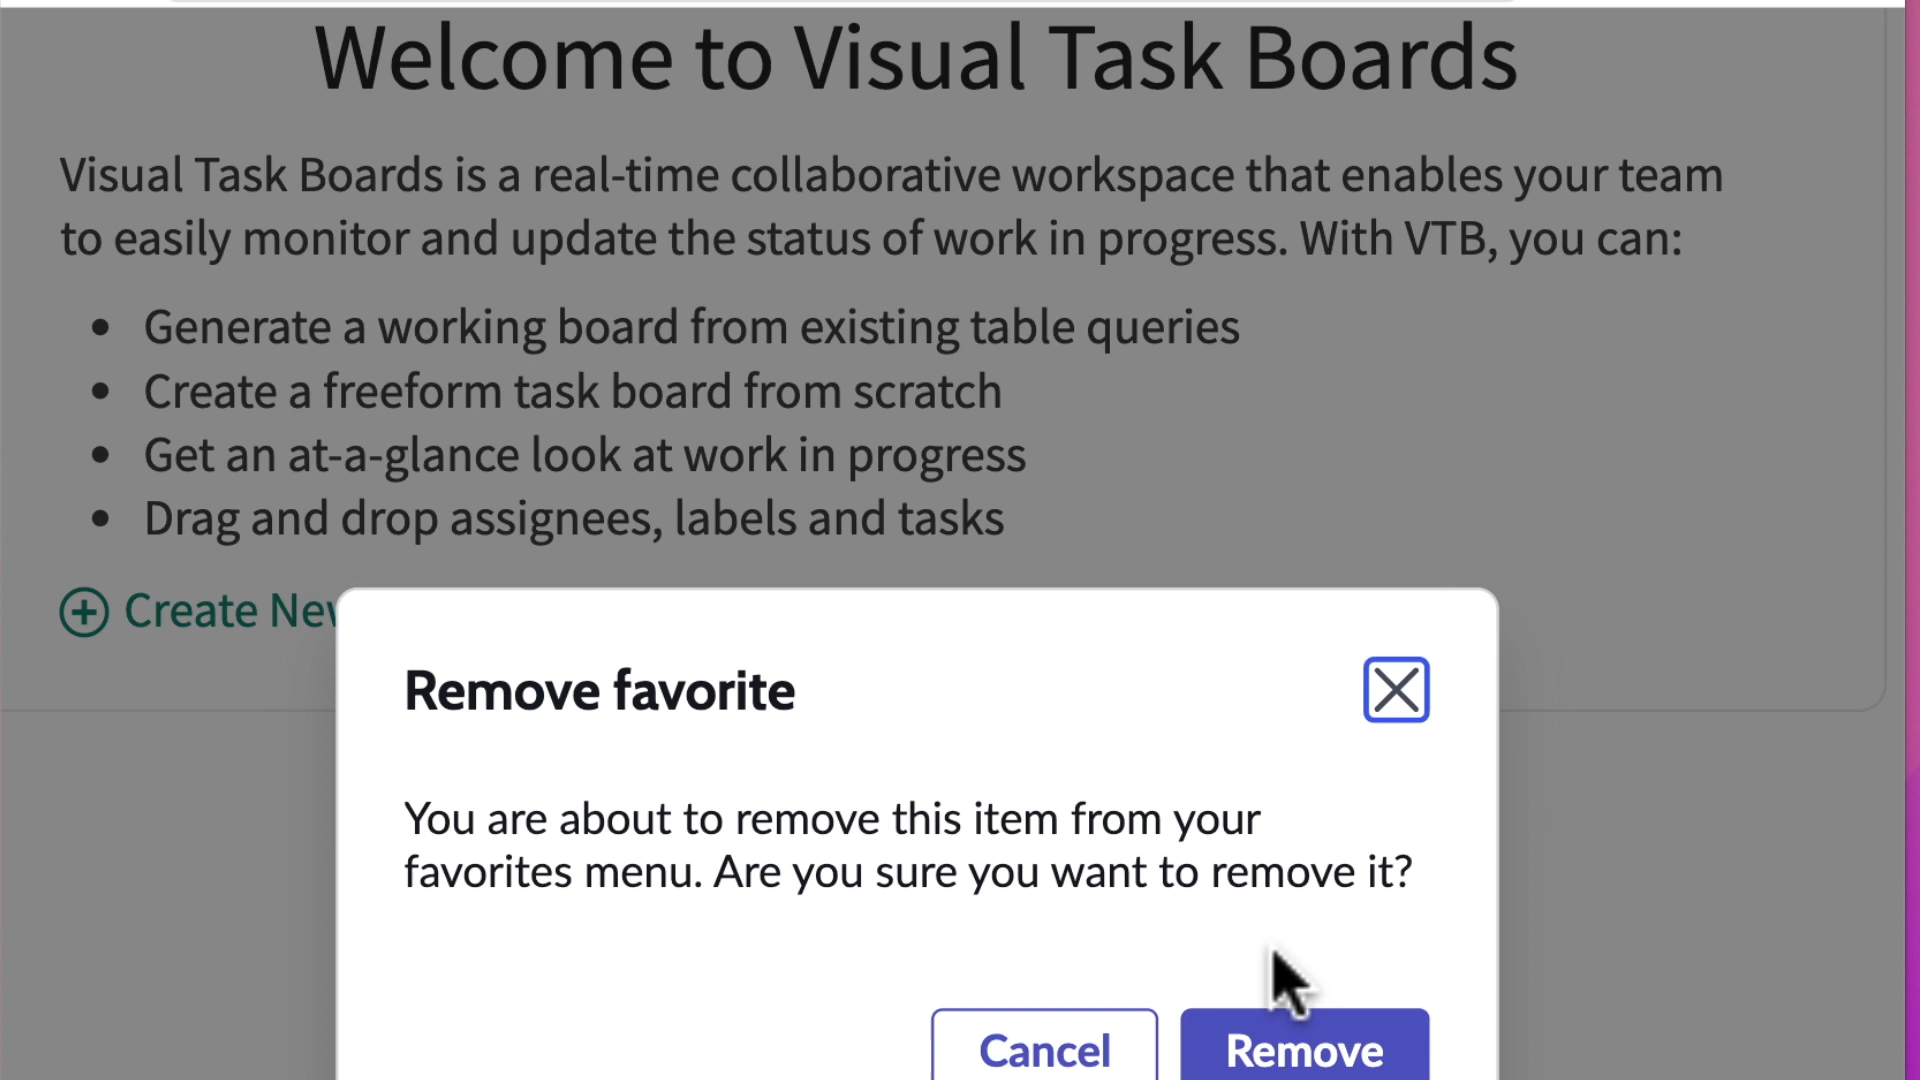 Welcome to Visual Task Boards
Visual Task Boards is a real-time collaborative workspace that enables your team
to easily monitor and update the status of work in progress. With VTB, you can:
• Generate a working board from existing table queries
• Create a freeform task board from scratch
• Get an at-a-glance look at work in progress
• Drag and drop assignees, labels and tasks
Create New
Remove favorite
You are about to remove this item from your
favorites menu. Are you sure you want to remove it?
Cancel
Remove